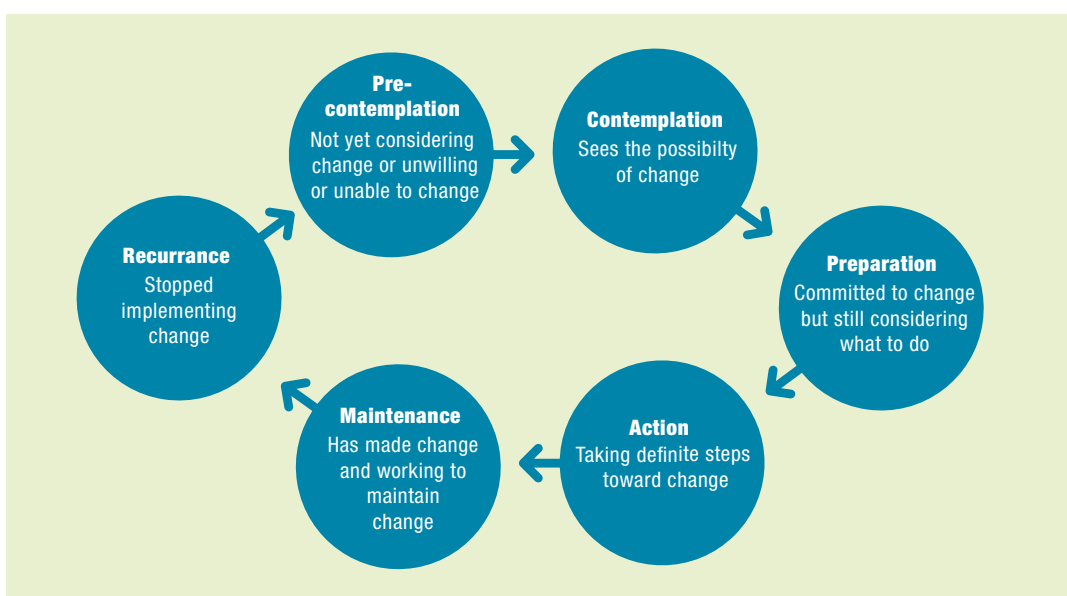 Pre-
contemplation
Not yet considering
change or unwilling
or unable to change
Contemplation
Sees the possibilty
of change
Preparation
Committed to change
but still considering
what to do
Action
Taking definite steps
toward change
Maintenance
Has made change
and working to
maintain
change
Recurrance
Stopped
implementing
change